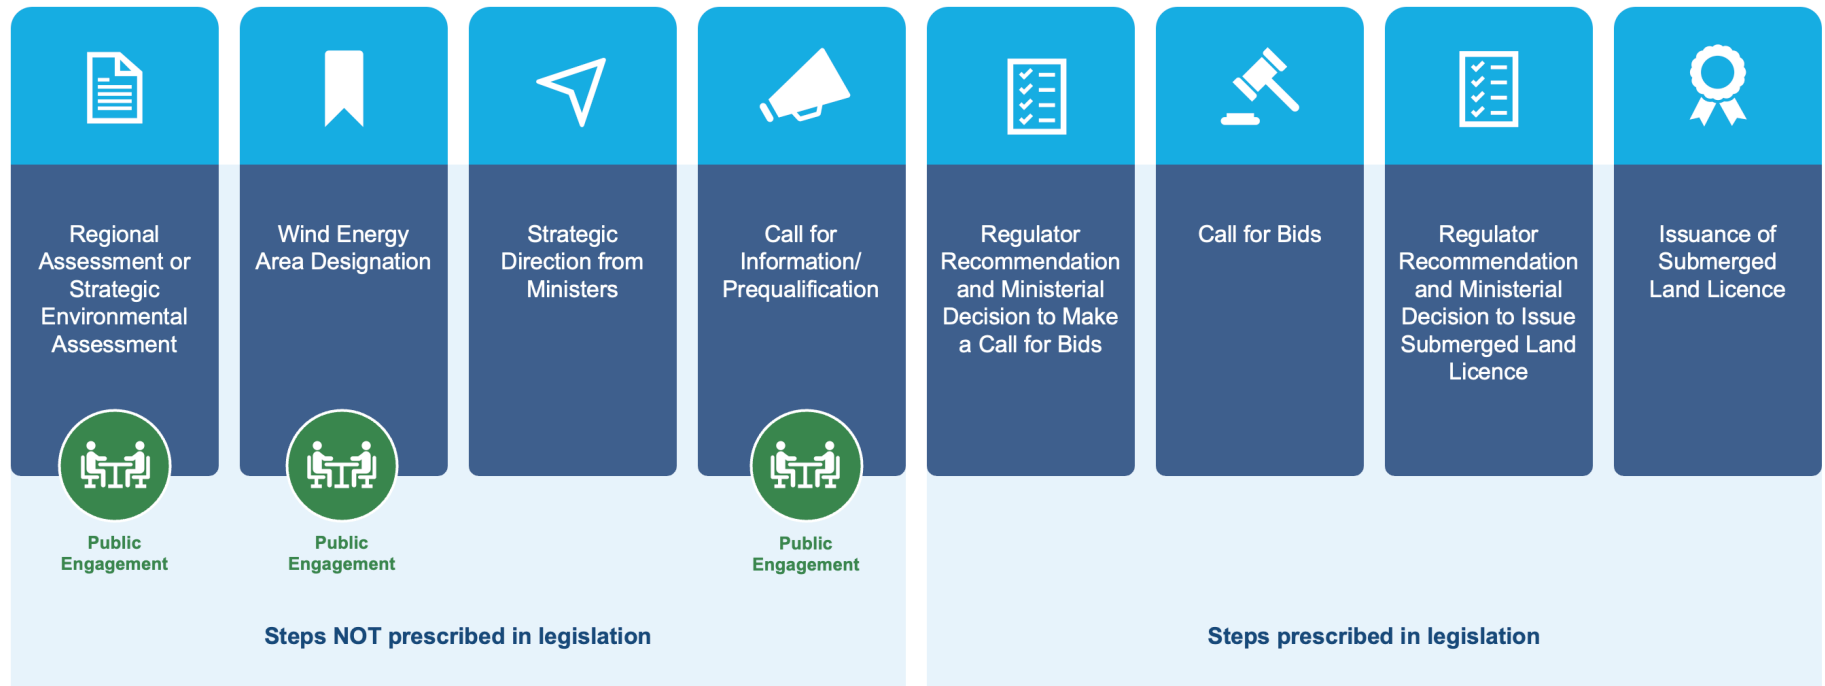 Regional
Assessment or
Strategic
Environmental
Assessment
Wind Energy
Area Designation
Strategic
Direction from
Ministers
Call for
Information/
Prequalification
Regulator
Recommendation
and Ministerial
Decision to Make
a Call for Bids
Call for Bids
Regulator
Recommendation
and Ministerial
Decision to Issue
Submerged Land
Licence
Issuance of
Submerged
Land Licence
Public
Engagement
Public
Engagement
Public
Engagement
Steps NOT prescribed in legislation
Steps prescribed in legislation